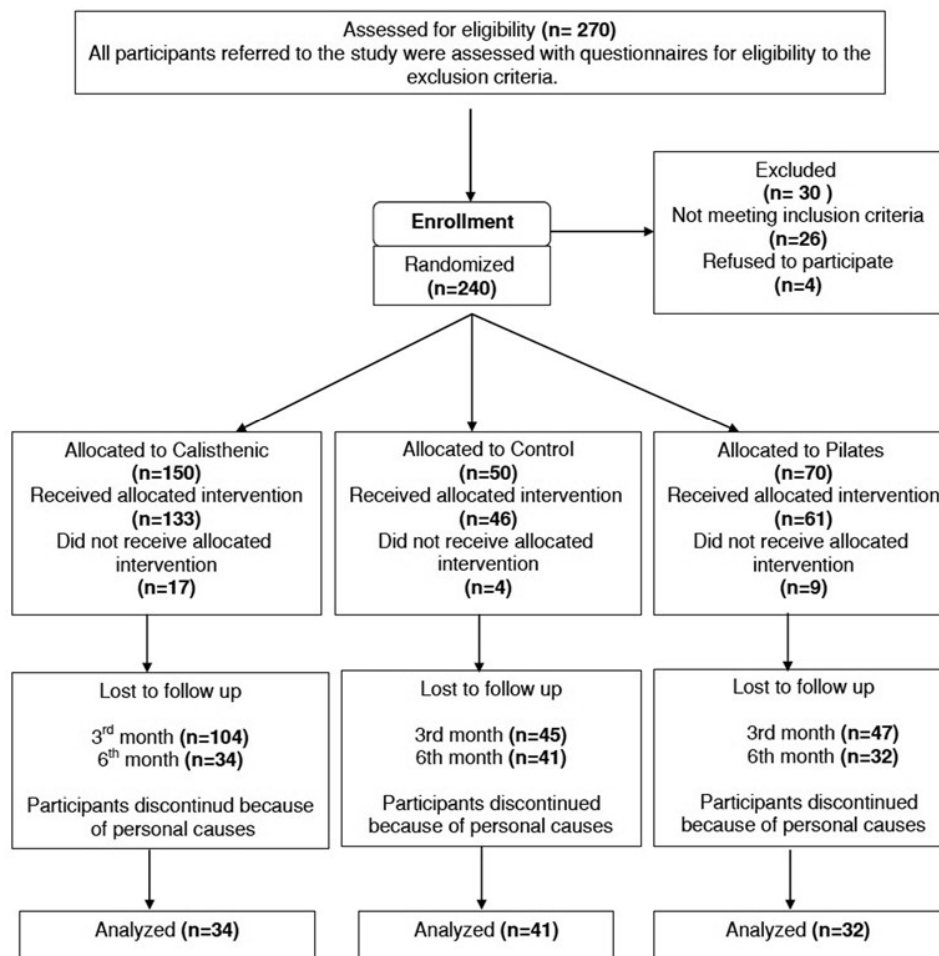 Assessed for eligibility (n= 270)
All participants referred to the study were assessed with questionnaires for eligibility to the
exclusion criteria.
Excluded
(n= 30 )
Not meeting inclusion criteria
(n=26)
Refused to participate
(n=4)
Enrollment
Randomized
(n=240)
Allocated to Calisthenic
(n=150)
Received allocated intervention
(n=133)
Did not receive allocated
intervention
(n=17)
Allocated to Control
(n=50)
Received allocated intervention
(n=46)
Did not receive allocated
intervention
(n=4)
Allocated to Pilates
(n=70)
Received allocated intervention
(n=61)
Did not receive allocated
intervention
(n=9)
Lost to follow up
3rd month (n=104)
6th month (n=34)
Participants discontinud because
of personal causes
Lost to follow up
3rd month (n=45)
6th month (n=41)
Participants discontinued
because of personal causes
Lost to follow up
3rd month (n=47)
6th month (n=32)
Participants discontinued
because of personal causes
Analyzed (n=34)
Analyzed (n=41)
Analyzed (n=32)